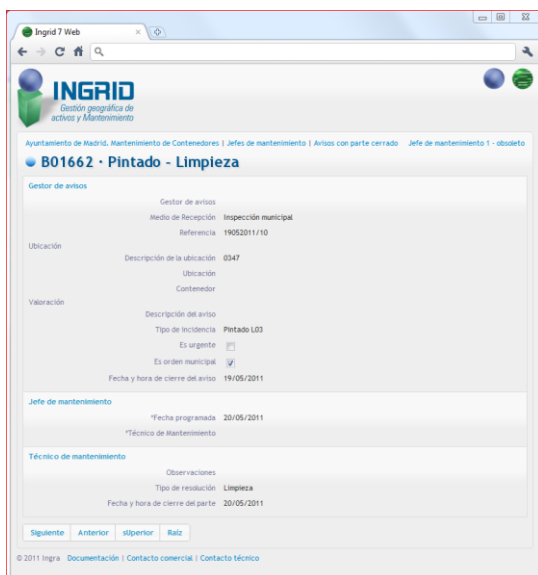 Ingrid 7 Web
INGRID
Gestión geográfica de
activos y Mantenimiento
Ayuntamiento de Madrid. Mantenimiento de Contenedores | Jefes de mantenimiento | Avisos con parte cerrado Jefe de mantenimiento 1 - obsoleto
B01662 · Pintado - Limpieza
Gestor de avisos
Gestor de avisos
Medio de Recepción Inspección municipal
Referencia 19052011/10
Ubicación
Descripción de la ubicación 0347
Ubicación
Contenedor
Valoración
Descripción del aviso
Tipo de incidencia Pintado L03
Es urgente
Es orden municipal
Fecha y hora de cierre del aviso 19/05/2011
Jefe de mantenimiento
*Fecha programada 20/05/2011
*Técnico de Mantenimiento
Técnico de mantenimiento
Observaciones
Tipo de resolución Limpieza
Fecha y hora de cierre del parte 20/05/2011
Siguiente Anterior sUperior Raíz
© 2011 Ingra Documentación | Contacto comercial | Contacto técnico